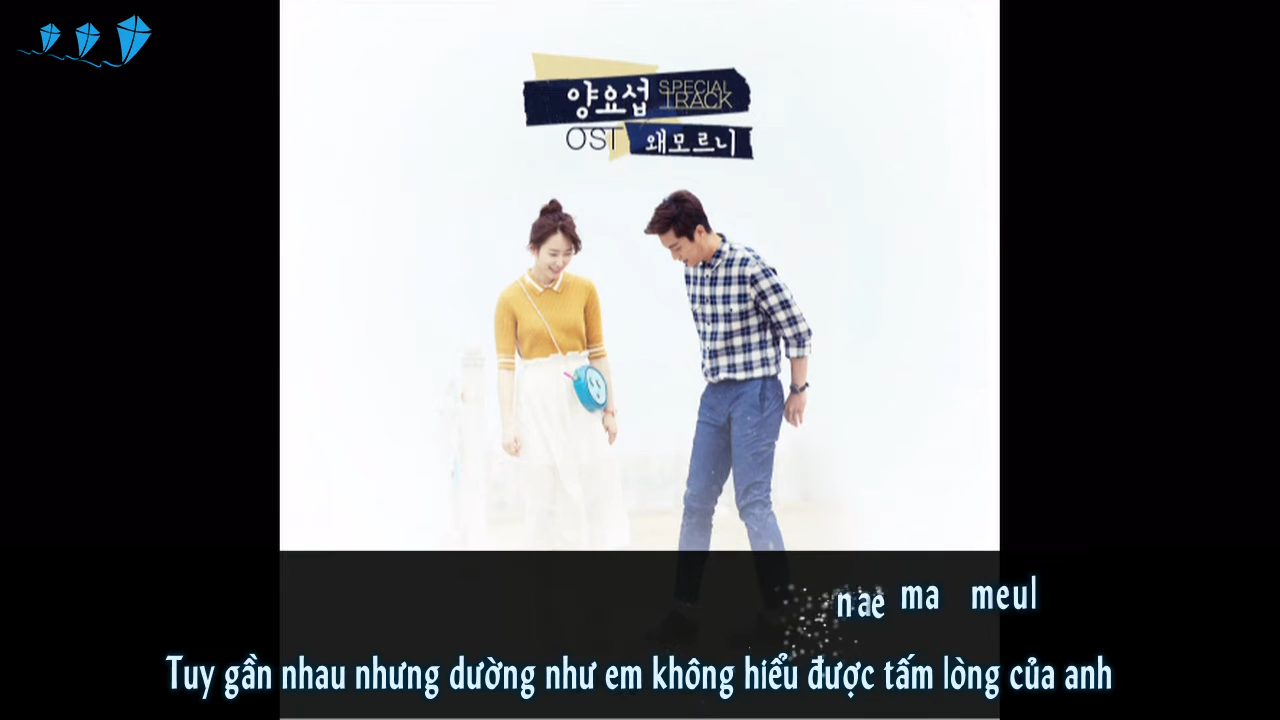 양요섭 SPECIAL TRACK
OST 왜모르니
nae ma meul
Tuy gần nhau nhưng dường như em không hiểu được tấm lòng của anh